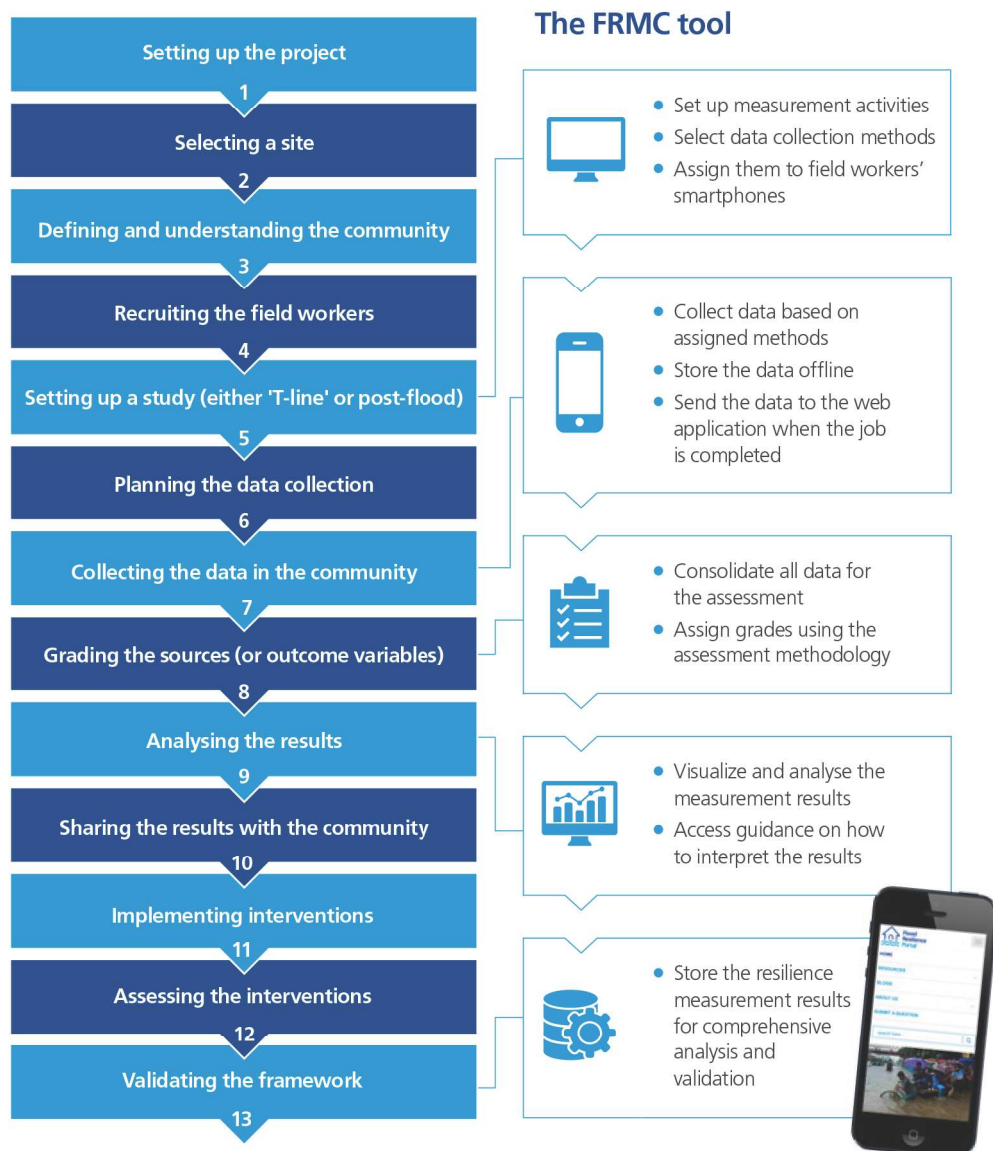 The FRMC tool
Setting up the project
1
Selecting a site
2
Defining and understanding the community
3
Recruiting the field workers
4
Setting up a study (either 'T-line' or post-flood)
5
Planning the data collection
6
Collecting the data in the community
7
Grading the sources (or outcome variables)
8
Analysing the results
9
Sharing the results with the community
10
Implementing interventions
11
Assessing the interventions
12
Validating the framework
13
• Set up measurement activities
• Select data collection methods
• Assign them to field workers’
smartphones
• Collect data based on
assigned methods
• Store the data offline
• Send the data to the web
application when the job
is completed
• Consolidate all data for
the assessment
• Assign grades using the
assessment methodology
• Visualize and analyse the
measurement results
• Access guidance on how
to interpret the results
• Store the resilience
measurement results
for comprehensive
analysis and
validation
Flood
Resilience
Portal
HOME
RESOURCES
BLOGS
ABOUT US
SUBMIT A QUESTION